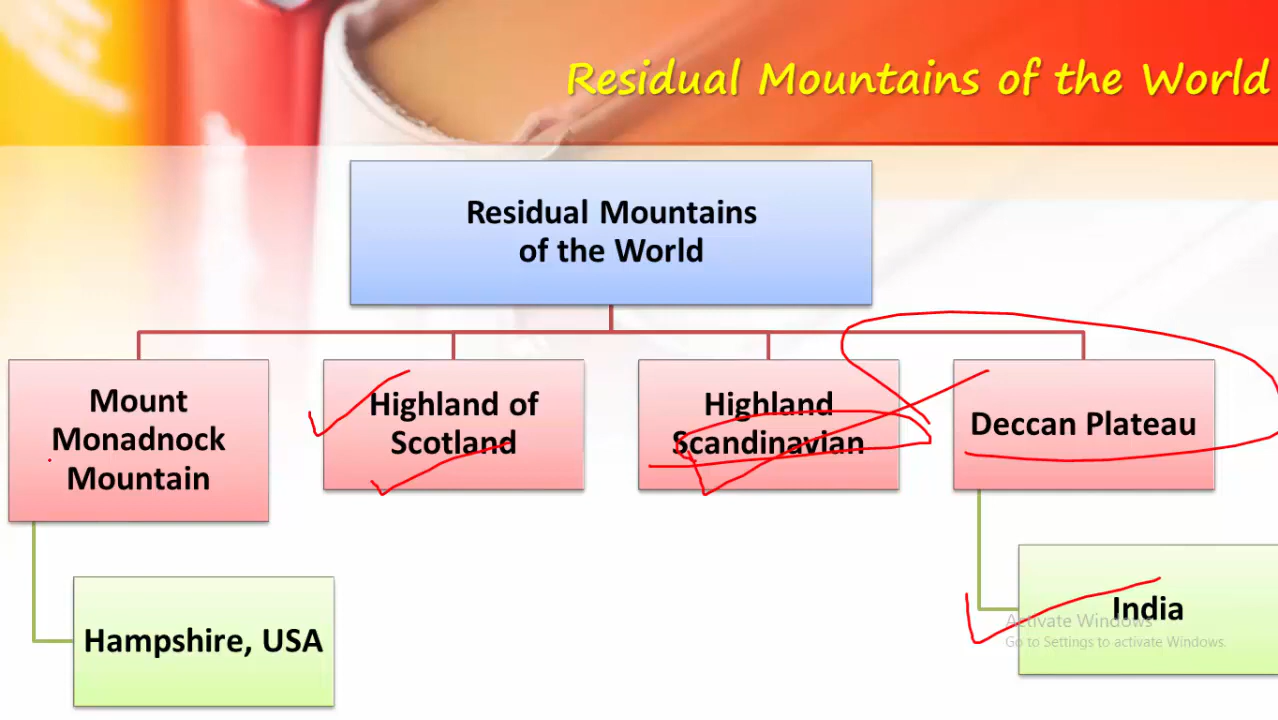 Residual Mountains of the World
Residual Mountains
of the World
Mount
Monadnock
Mountain
Highland of
Scotland
Highland
Scandinavian
Deccan Plateau
Hampshire, USA
India
Activate Windows
Go to Settings to activate Windows.